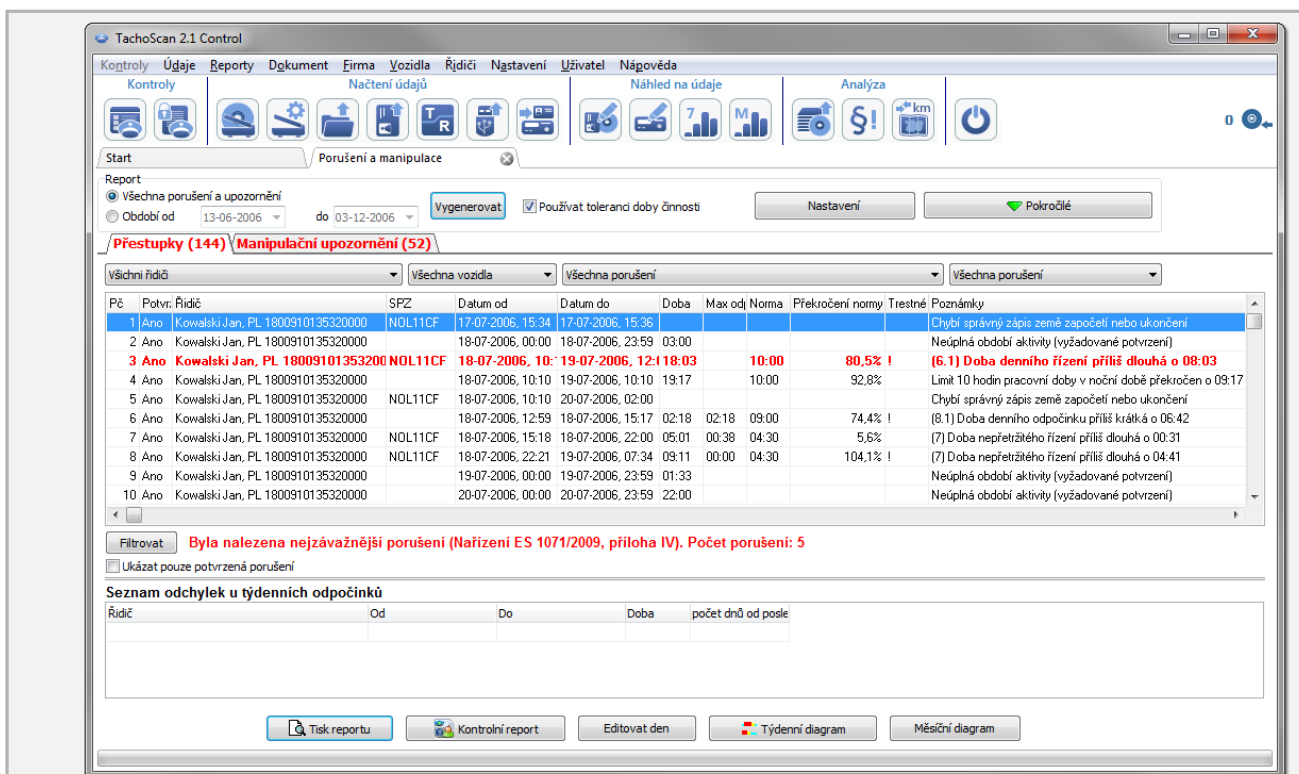 TachoScan 2.1 Control
Kontroly Údaje Reporty Dokument Firma Vozidla Řidiči Nastavení Uživatel Nápověda
Kontroly Načtení údajů Náhled na údaje Analýza
T R 7 M §! km
0
Start Porušení a manipulace
Report
Všechna porušení a upozornění
Období od 13-06-2006 do 03-12-2006 Vygenerovat Používat toleranci doby činnosti Nastavení Pokročilé
Přestupky (144) Manipulační upozornění (52)
Všichni řidiči Všechna vozidla Všechna porušení Všechna porušení
Pč Potvr: Řidič SPZ Datum od Datum do Doba Max odp Norma Překročení normy Trestné Poznámky
1 Ano Kowalski Jan, PL 1800910135320000 NOL11CF 17-07-2006, 15:34 17-07-2006, 15:36 Chybí správný zápis země započetí nebo ukončení
2 Ano Kowalski Jan, PL 1800910135320000 18-07-2006, 00:00 18-07-2006, 23:59 03:00 Neúplná období aktivity (vyžadované potvrzení)
3 Ano Kowalski Jan, PL 18009101353200 NOL11CF 18-07-2006, 10: 19-07-2006, 12:0 18:03 10:00 80,5% ! (6.1) Doba denního řízení příliš dlouhá o 08:03
4 Ano Kowalski Jan, PL 1800910135320000 18-07-2006, 10:10 19-07-2006, 10:10 19:17 10:00 92,8% Limit 10 hodin pracovní doby v noční době překročen o 09:17
5 Ano Kowalski Jan, PL 1800910135320000 NOL11CF 18-07-2006, 10:10 20-07-2006, 02:00 Chybí správný zápis země započetí nebo ukončení
6 Ano Kowalski Jan, PL 1800910135320000 18-07-2006, 12:59 18-07-2006, 15:17 02:18 02:18 09:00 74,4% ! (8.1) Doba denního odpočinku příliš krátká o 06:42
7 Ano Kowalski Jan, PL 1800910135320000 NOL11CF 18-07-2006, 15:18 18-07-2006, 22:00 05:01 00:38 04:30 5,6% (7) Doba nepřetržitého řízení příliš dlouhá o 00:31
8 Ano Kowalski Jan, PL 1800910135320000 NOL11CF 18-07-2006, 22:21 19-07-2006, 07:34 09:11 00:00 04:30 104,1% ! (7) Doba nepřetržitého řízení příliš dlouhá o 04:41
9 Ano Kowalski Jan, PL 1800910135320000 19-07-2006, 00:00 19-07-2006, 23:59 01:33 Neúplná období aktivity (vyžadované potvrzení)
10 Ano Kowalski Jan, PL 1800910135320000 20-07-2006, 00:00 20-07-2006, 23:59 22:00 Neúplná období aktivity (vyžadované potvrzení)
Filtrovat Byla nalezena nejzávažnější porušení (Nařízení ES 1071/2009, příloha IV). Počet porušení: 5
Ukázat pouze potvrzená porušení
Seznam odchylek u týdenních odpočinků
Řidič Od Do Doba počet dnů od posle
Tisk reportu Kontrolní report Editovat den Týdenní diagram Měsíční diagram